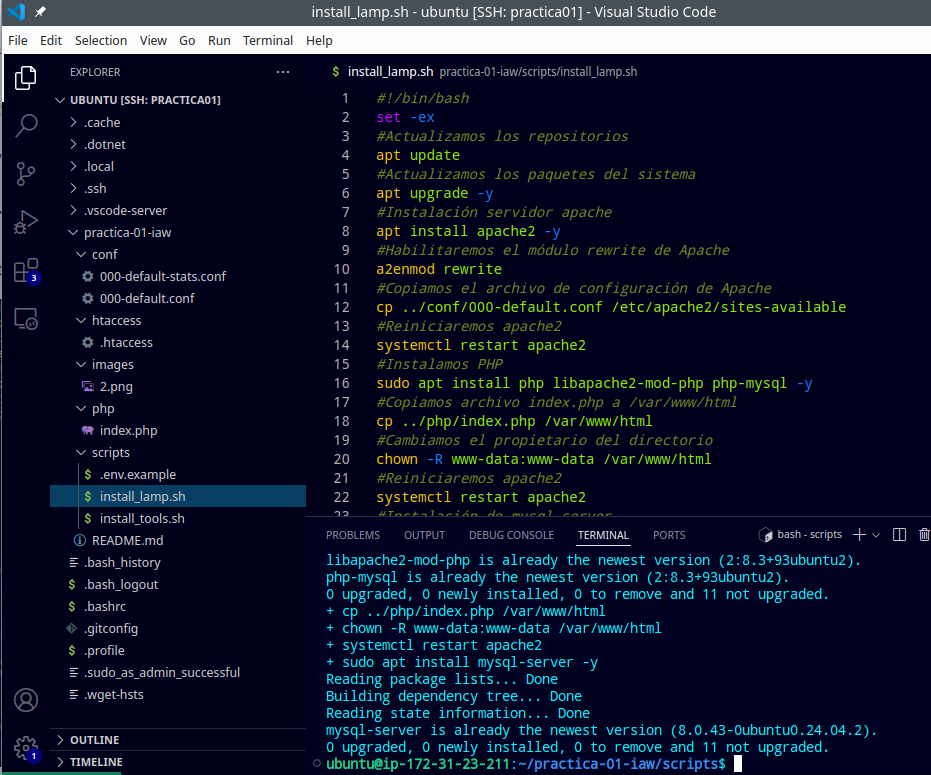 install_lamp.sh - ubuntu [SSH: practica01] - Visual Studio Code
File Edit Selection View Go Run Terminal Help
EXPLORER
UBUNTU [SSH: PRACTICA01]
.cache
.dotnet
.local
.ssh
.vscode-server
practica-01-iaw
conf
000-default-stats.conf
000-default.conf
htaccess
.htaccess
images
2.png
php
index.php
scripts
$ .env.example
$ install_lamp.sh
$ install_tools.sh
README.md
.bash_history
$ .bash_logout
$ .bashrc
.gitconfig
$ .profile
.sudo_as_admin_successful
.wget-hsts
OUTLINE
TIMELINE
3
1
$ install_lamp.sh practica-01-iaw/scripts/install_lamp.sh
1 #!/bin/bash
2 set -ex
3 #Actualizamos los repositorios
4 apt update
5 #Actualizamos los paquetes del sistema
6 apt upgrade -y
7 #Instalación servidor apache
8 apt install apache2 -y
9 #Habilitaremos el módulo rewrite de Apache
10 a2enmod rewrite
11 #Copiamos el archivo de configuración de Apache
12 cp ../conf/000-default.conf /etc/apache2/sites-available
13 #Reiniciaremos apache2
14 systemctl restart apache2
15 #Instalamos PHP
16 sudo apt install php libapache2-mod-php php-mysql -y
17 #Copiamos archivo index.php a /var/www/html
18 cp ../php/index.php /var/www/html
19 #Cambiamos el propietario del directorio
20 chown -R www-data:www-data /var/www/html
21 #Reiniciaremos apache2
22 systemctl restart apache2
23 #Instalación de mysql server
PROBLEMS OUTPUT DEBUG CONSOLE TERMINAL PORTS
bash - scripts
libapache2-mod-php is already the newest version (2:8.3+93ubuntu2).
php-mysql is already the newest version (2:8.3+93ubuntu2).
0 upgraded, 0 newly installed, 0 to remove and 11 not upgraded.
+ cp ../php/index.php /var/www/html
+ chown -R www-data:www-data /var/www/html
+ systemctl restart apache2
+ sudo apt install mysql-server -y
Reading package lists... Done
Building dependency tree... Done
Reading state information... Done
mysql-server is already the newest version (8.0.43-0ubuntu0.24.04.2).
0 upgraded, 0 newly installed, 0 to remove and 11 not upgraded.
ubuntu@ip-172-31-23-211:~/practica-01-iaw/scripts$